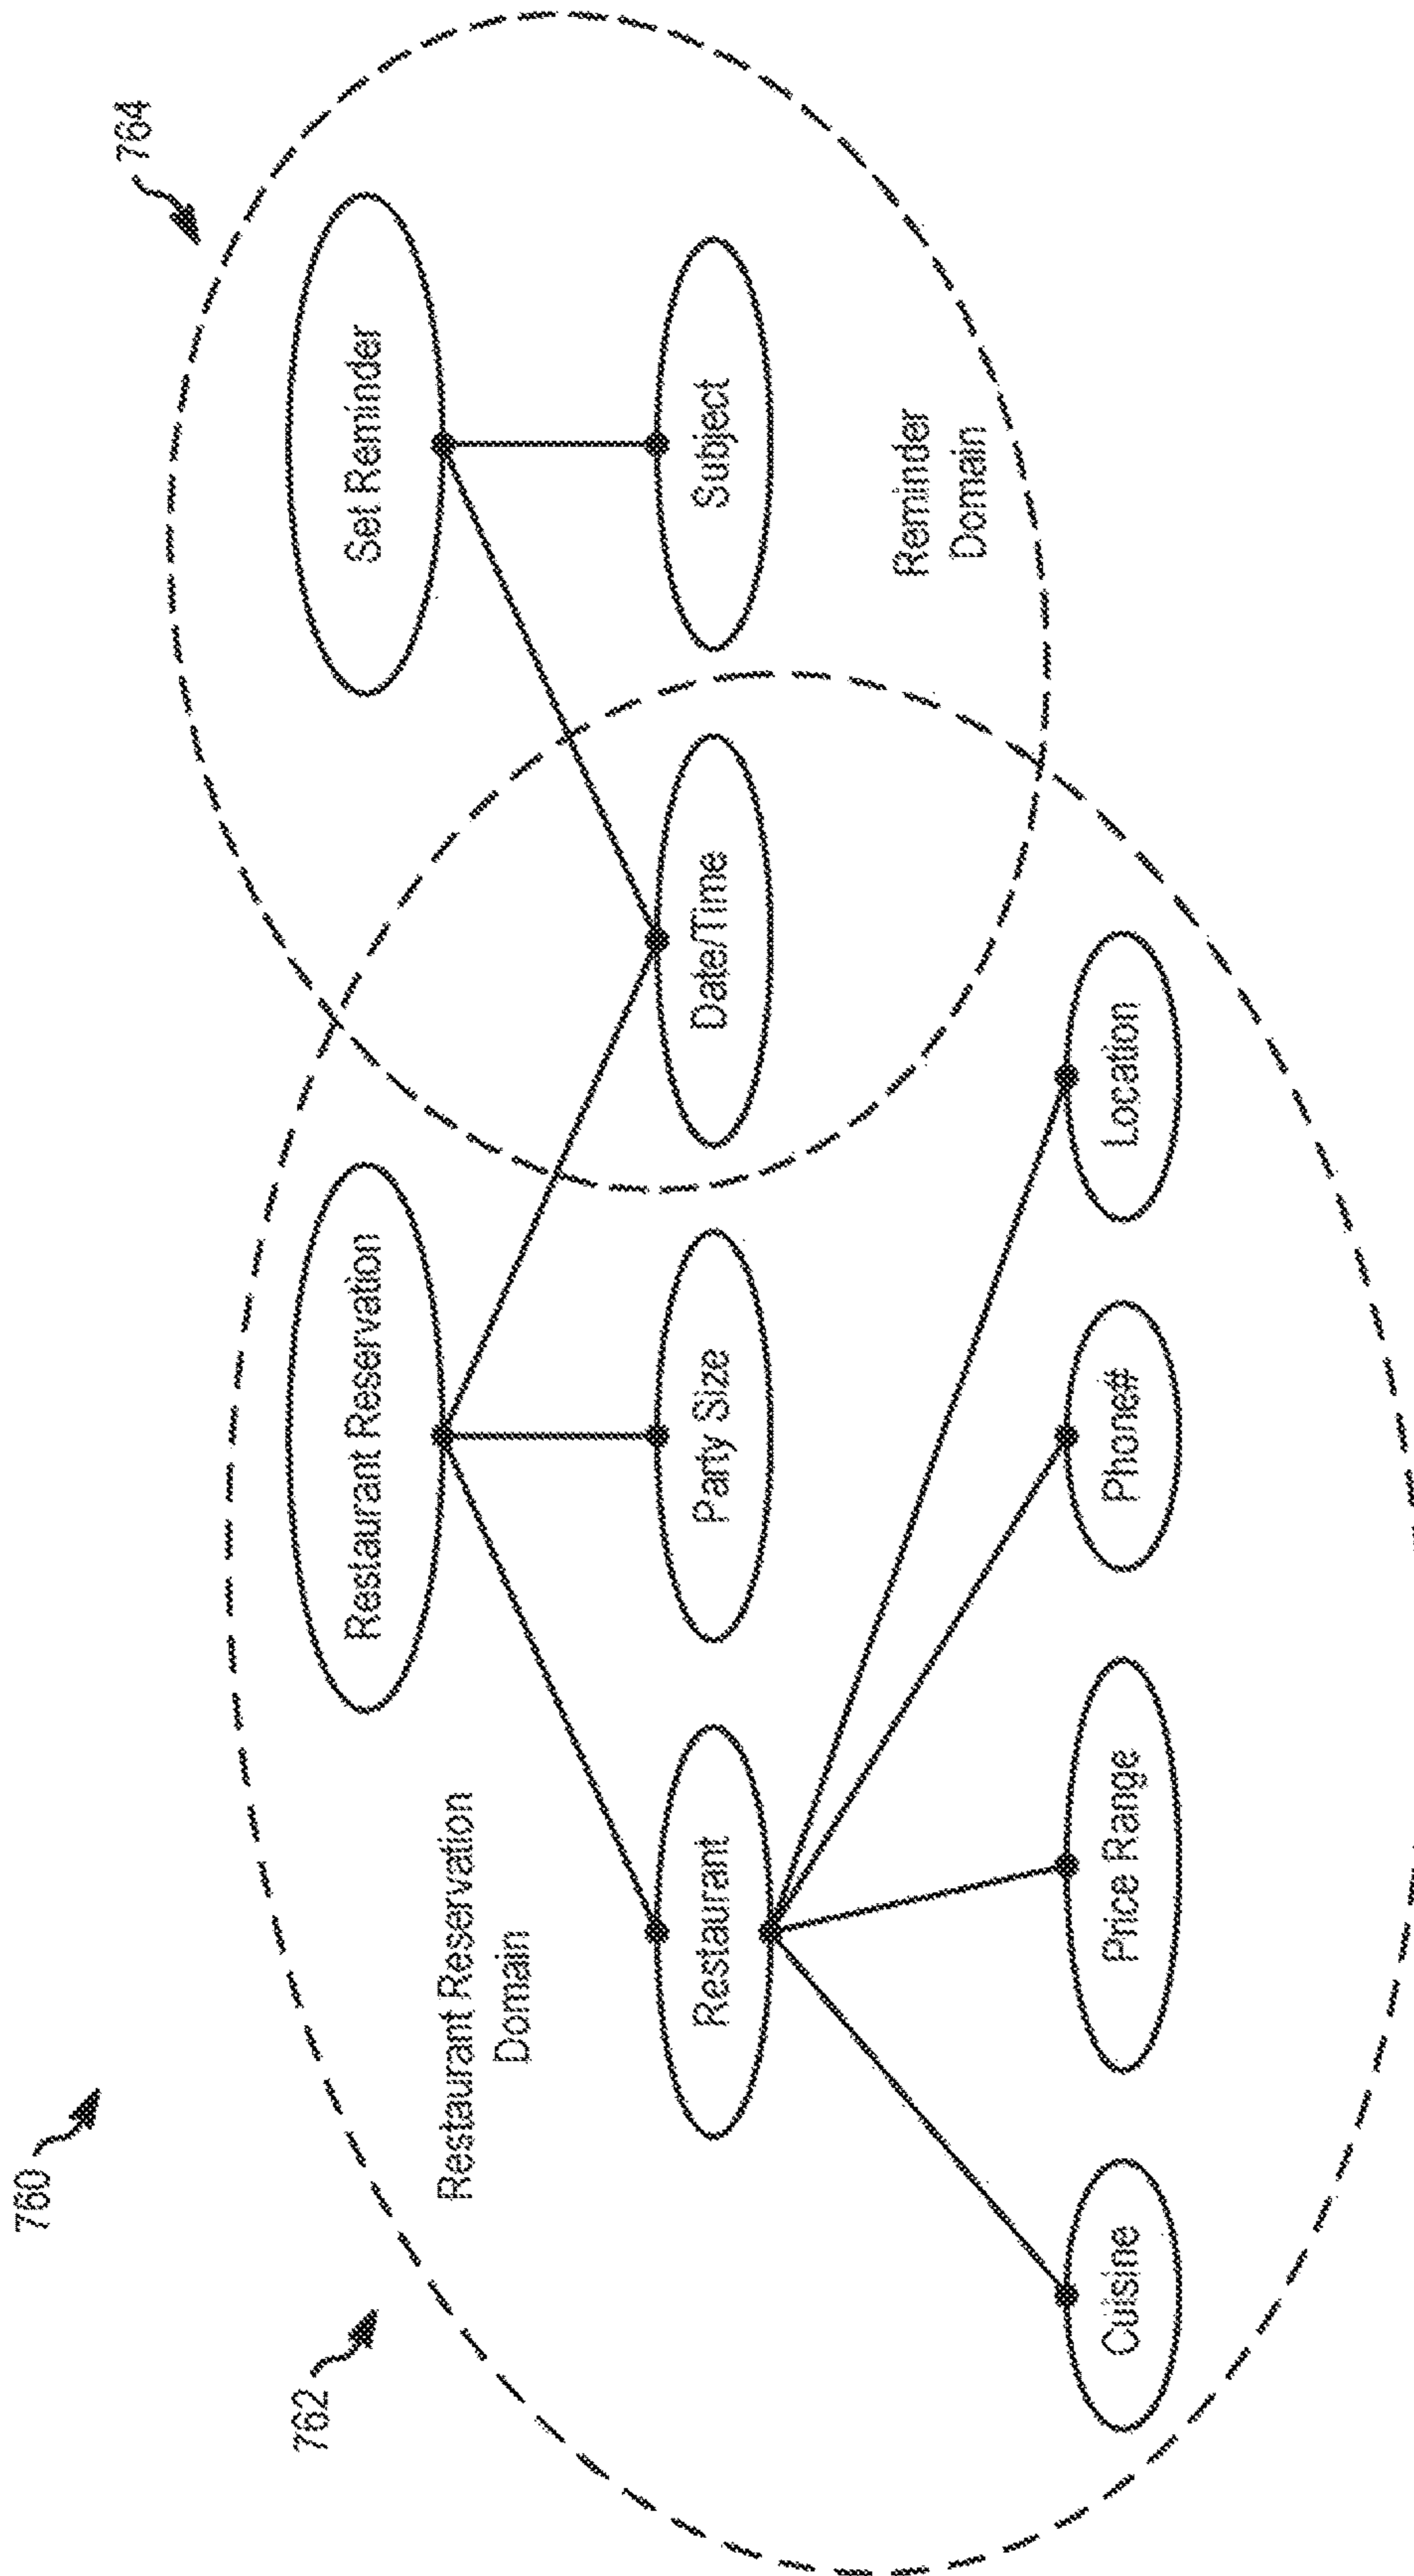 760
762
764
Restaurant Reservation
Domain
Restaurant Reservation
Set Reminder
Restaurant
Party Size
Date/Time
Subject
Reminder
Domain
Cuisine
Price Range
Phone#
Location